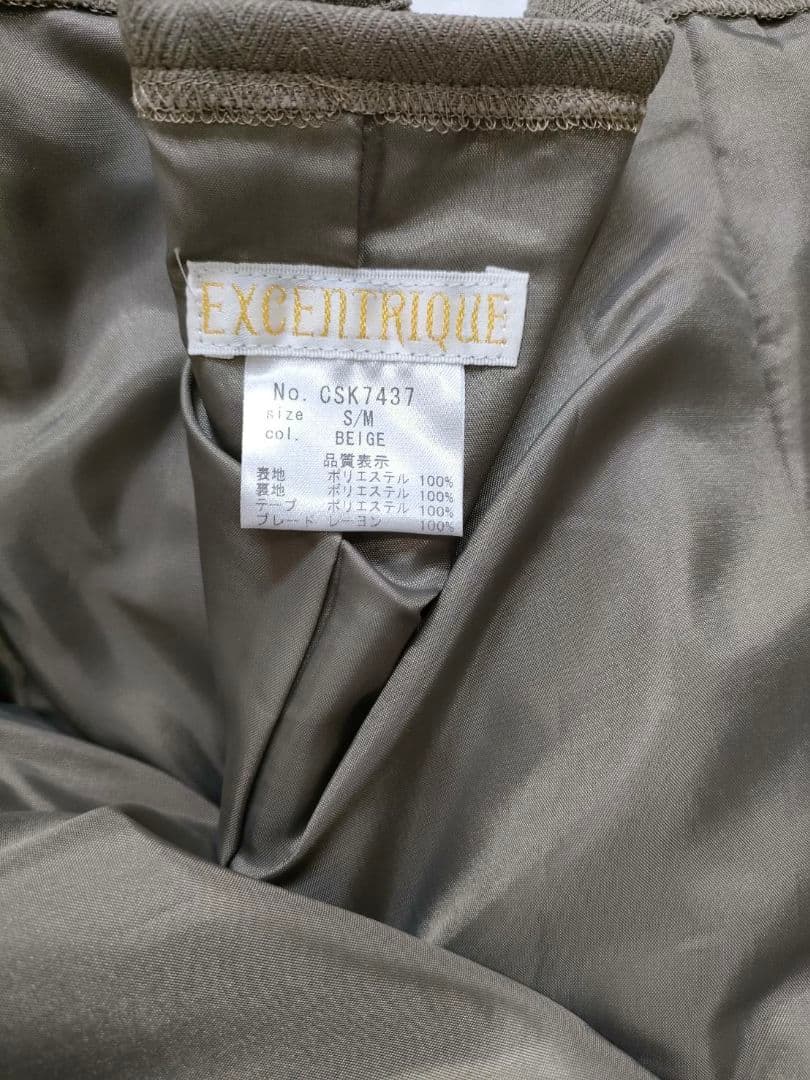 EXCENTRIQUE
No. CSK7437
size S/M
col. BEIGE
品質表示
表地 ポリエステル 100%
裏地 ポリエステル 100%
テープ ポリエステル 100%
ブレード レーヨン 100%